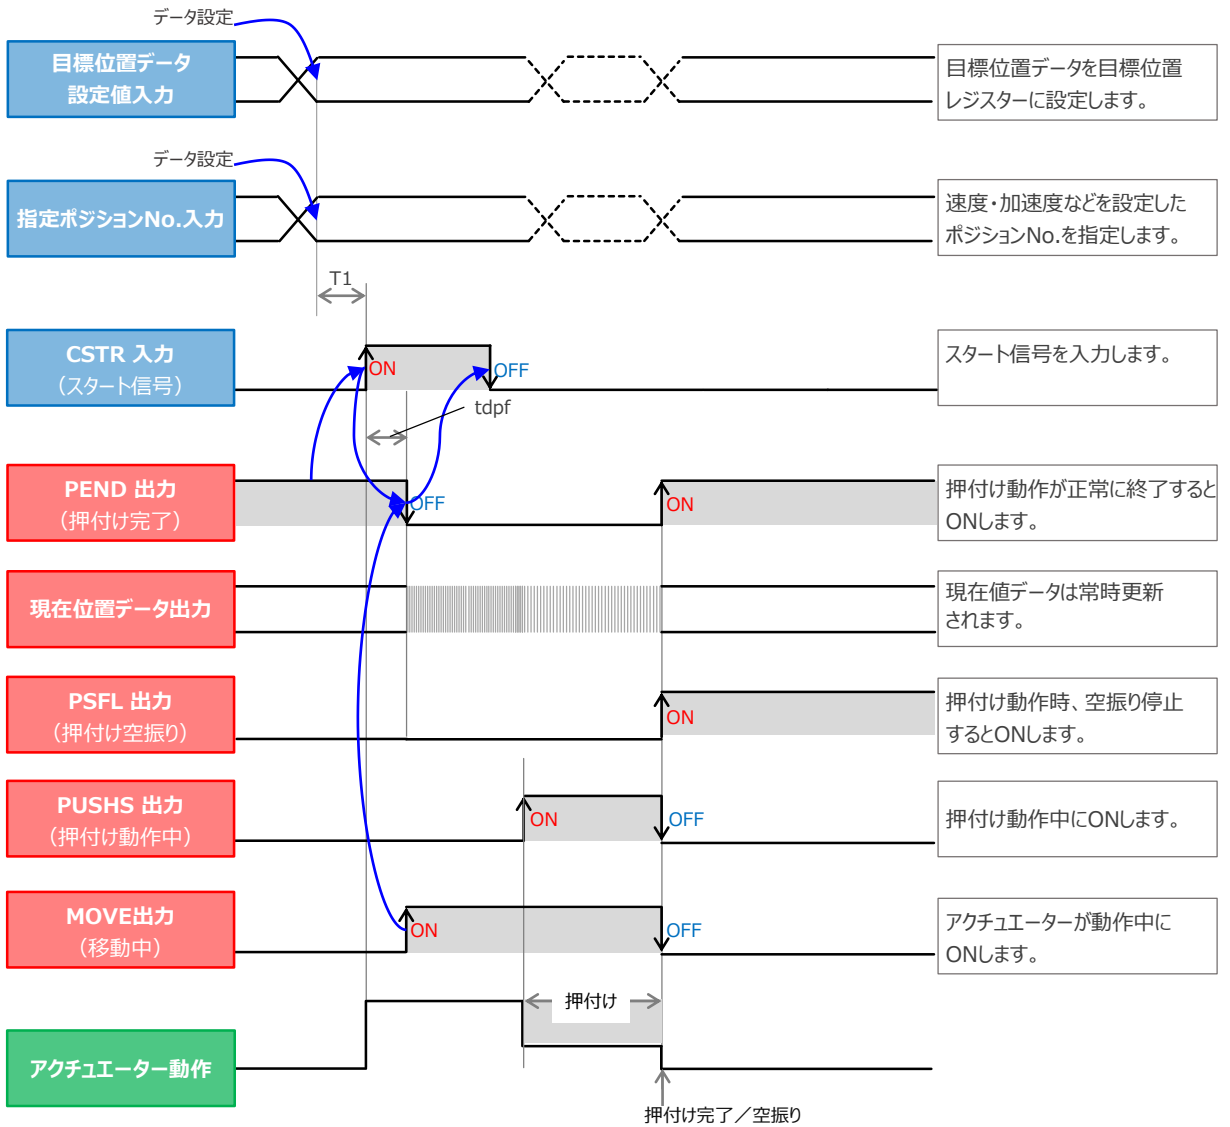 データ設定
目標位置データ
設定値入力
目標位置データを目標位置
レジスターに設定します。
データ設定
指定ポジションNo.入力
速度・加速度などを設定した
ポジションNo.を指定します。
T1
CSTR 入力
（スタート信号）
ON
OFF
スタート信号を入力します。
tdpf
PEND 出力
（押付け完了）
OFF
ON
押付け動作が正常に終了すると
ONします。
現在位置データ出力
現在値データは常時更新
されます。
PSFL 出力
（押付け空振り）
ON
押付け動作時、空振り停止
するとONします。
PUSHS 出力
（押付け動作中）
ON
OFF
押付け動作中にONします。
MOVE出力
（移動中）
ON
OFF
アクチュエーターが動作中に
ONします。
押付け
アクチュエーター動作
押付け完了／空振り